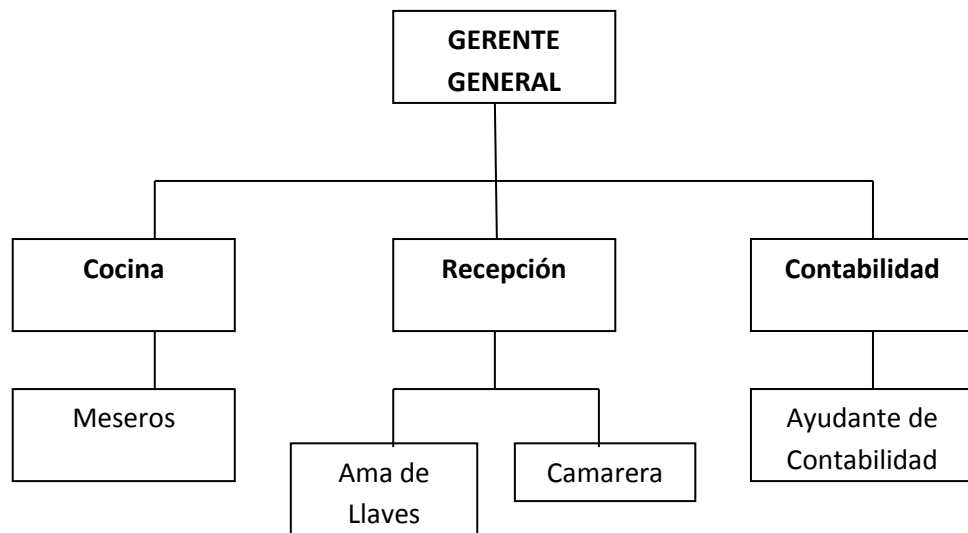 GERENTE
GENERAL
Cocina
Recepción
Contabilidad
Meseros
Ayudante de
Contabilidad
Ama de
Llaves
Camarera